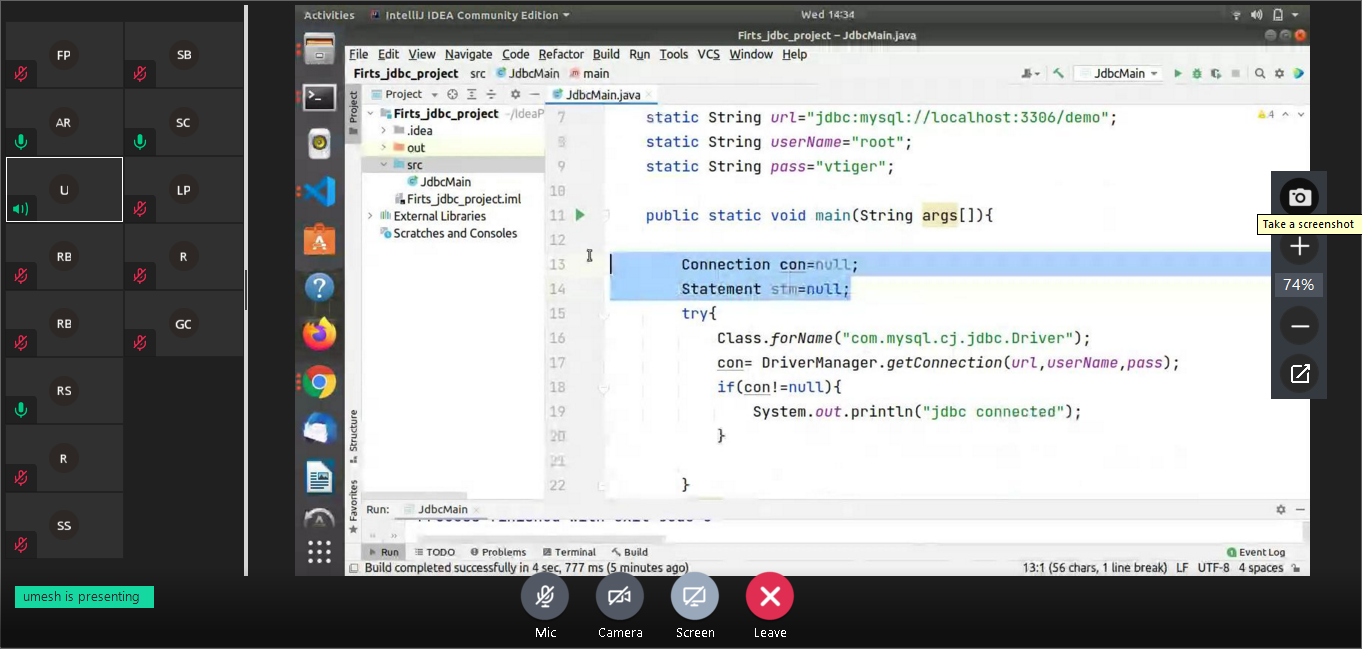 FP
SB
AR
SC
U
LP
RB
R
RB
GC
RS
R
SS
umesh is presenting
Activities
IntelliJ IDEA Community Edition
Wed 14:34
Firts_jdbc_project – JdbcMain.java
File Edit View Navigate Code Refactor Build Run Tools VCS Window Help
Firts_jdbc_project src JdbcMain main
JdbcMain
Project
Project
JdbcMain.java
Firts_jdbc_project ~/IdeaP
.idea
out
src
JdbcMain
Firts_jdbc_project.iml
External Libraries
Scratches and Consoles
4
7 static String url="jdbc:mysql://localhost:3306/demo";
8 static String userName="root";
9 static String pass="vtiger";
10
11 public static void main(String args[]){
12
13 Connection con=null;
14 Statement stm=null;
15 try{
16 Class.forName("com.mysql.cj.jdbc.Driver");
17 con= DriverManager.getConnection(url,userName,pass);
18 if(con!=null){
19 System.out.println("jdbc connected");
20 }
21
22 }
Structure
Favorites
Run: JdbcMain
Run TODO Problems Terminal Build
1 Event Log
Build completed successfully in 4 sec, 777 ms (5 minutes ago)
13:1 (56 chars, 1 line break) LF UTF-8 4 spaces
Take a screenshot
74%
Mic
Camera
Screen
Leave